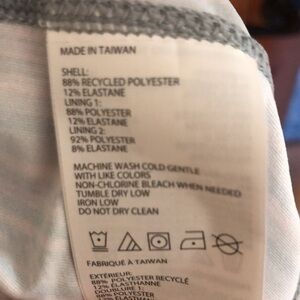 MADE IN TAIWAN
SHELL:
88% RECYCLED POLYESTER
12% ELASTANE
LINING 1:
88% POLYESTER
12% ELASTANE
LINING 2:
92% POLYESTER
8% ELASTANE
MACHINE WASH COLD GENTLE
WITH LIKE COLORS
NON-CHLORINE BLEACH WHEN NEEDED
TUMBLE DRY LOW
IRON LOW
DO NOT DRY CLEAN
FABRIQUÉ À TAIWAN
EXTÉRIEUR:
88% POLYESTER RECYCLÉ
12% ÉLASTHANNE
DOUBLURE 1:
88% POLYESTER